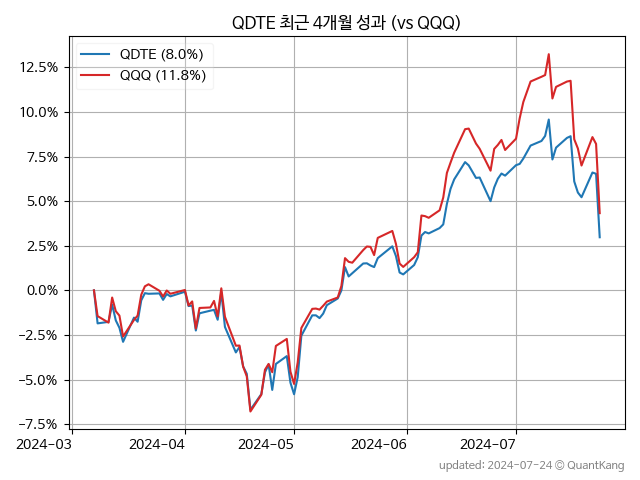 QDTE 최근 4개월 성과 (vs QQQ)
QDTE (8.0%)
QQQ (11.8%)
12.5%
10.0%
7.5%
5.0%
2.5%
0.0%
−2.5%
−5.0%
−7.5%
2024-03 2024-04 2024-05 2024-06 2024-07
updated: 2024-07-24 © QuantKang